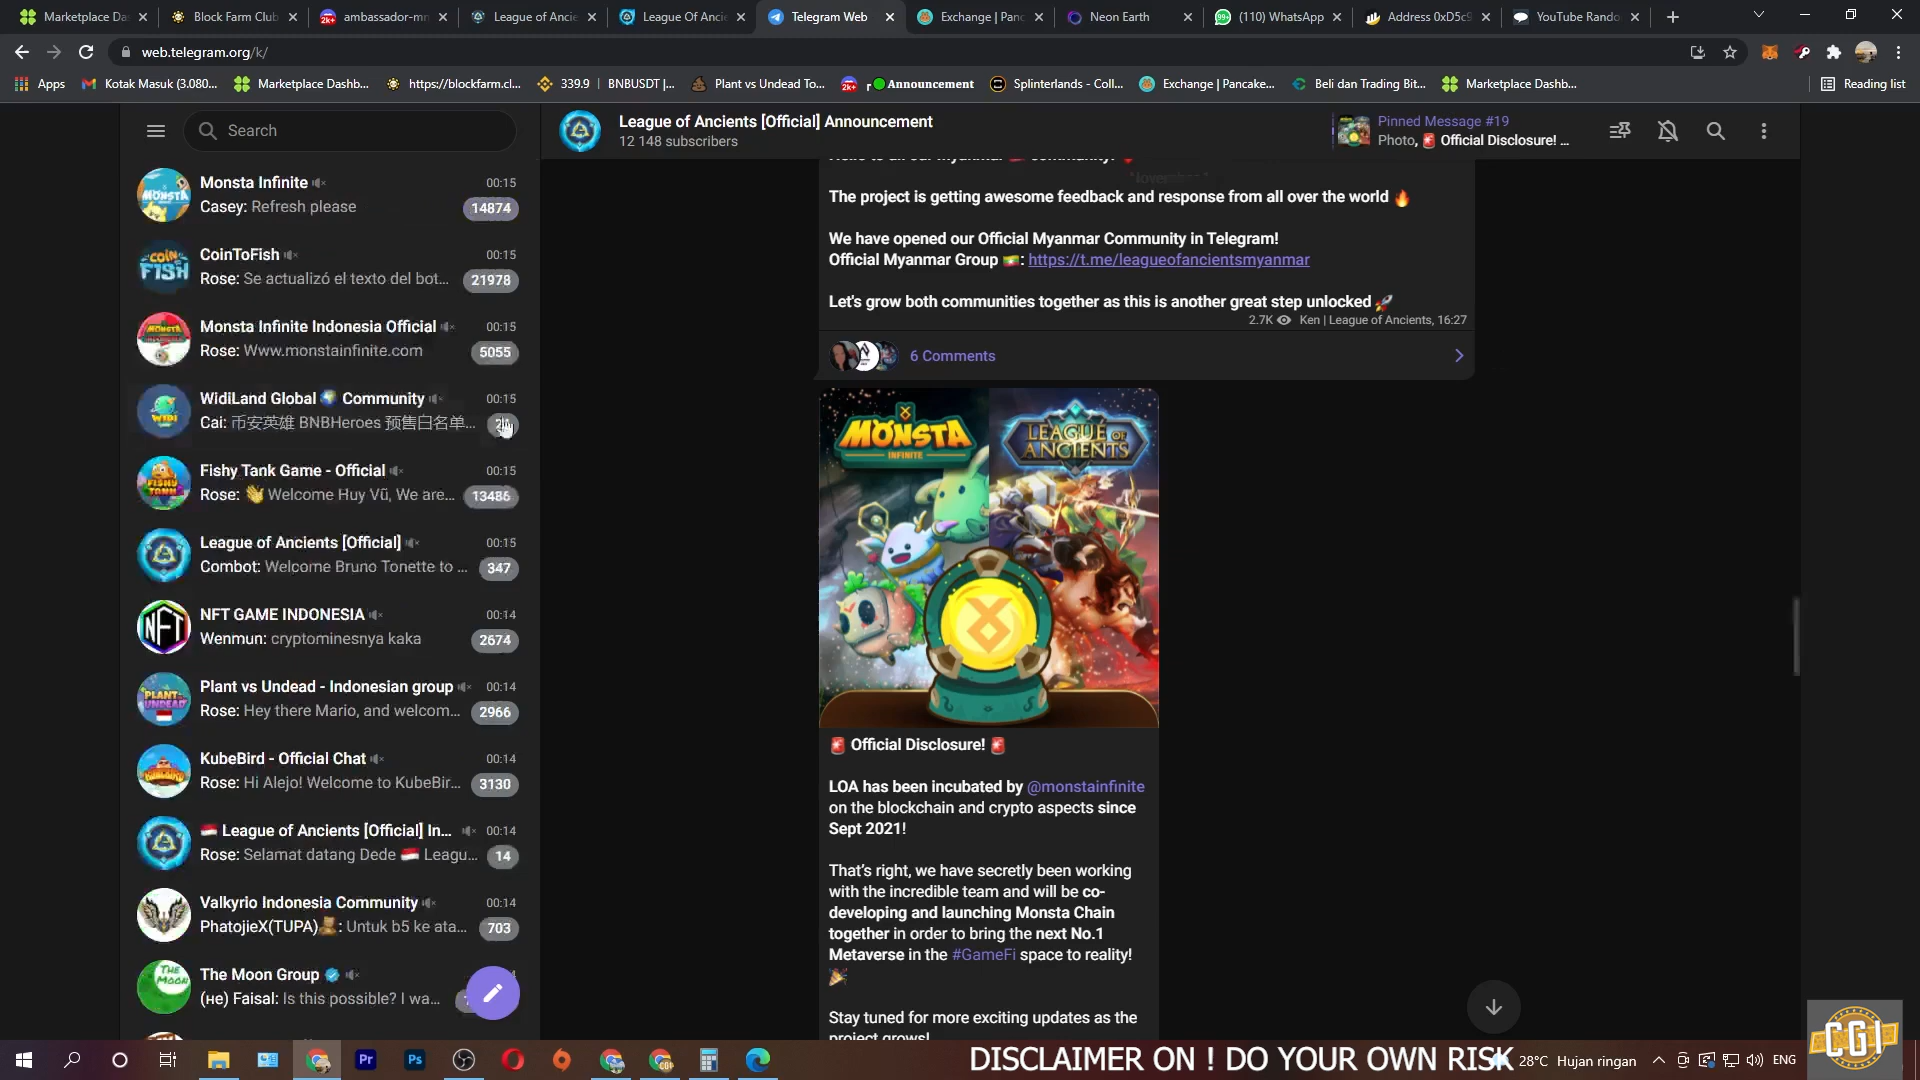 Marketplace Da
Block Farm Club
ambassador-mn
League of Ancie
League Of Ancie
Telegram Web
Exchange | Panc
Neon Earth
(110) WhatsApp
Address 0xD5c9
YouTube Rando
web.telegram.org/k/
Apps
Kotak Masuk (3.080...
Marketplace Dashb...
https://blockfarm.cl...
339.9 | BNBUSDT |...
Plant vs Undead To...
Announcement
Splinterlands - Coll...
Exchange | Pancake...
Beli dan Trading Bit...
Marketplace Dashb...
Reading list
Search
League of Ancients [Official] Announcement
12 148 subscribers
Pinned Message #19
Photo, 🚨 Official Disclosure! ...
Monsta Infinite 00:15
Casey: Refresh please 14874
CoinToFish 00:15
Rose: Se actualizó el texto del bot... 21978
Monsta Infinite Indonesia Official 00:15
Rose: Www.monstainfinite.com 5055
WidiLand Global 🌍 Community 00:15
Cai: 币安英雄 BNBHeroes 预售白名单...
Fishy Tank Game - Official 00:15
Rose: 👋 Welcome Huy Vũ, We are... 13486
League of Ancients [Official] 00:15
Combot: Welcome Bruno Tonette to ... 347
NFT GAME INDONESIA 00:14
Wenmun: cryptominesnya kaka 2674
Plant vs Undead - Indonesian group 00:14
Rose: Hey there Mario, and welcom... 2966
KubeBird - Official Chat 00:14
Rose: Hi Alejo! Welcome to KubeBir... 3130
🇮🇩 League of Ancients [Official] In... 00:14
Rose: Selamat datang Dede 🇮🇩 Leagu... 14
Valkyrio Indonesia Community 00:14
PhatojieX(TUPA)🧸: Untuk b5 ke ata... 703
The Moon Group
(не) Faisal: Is this possible? I wa...
Hello to all our Myanmar 🇲🇲 community! ❤️
The project is getting awesome feedback and response from all over the world 🔥
We have opened our Official Myanmar Community in Telegram!
Official Myanmar Group 🇲🇲: https://t.me/leagueofancientsmyanmar
Let's grow both communities together as this is another great step unlocked 🚀
2.7K Ken | League of Ancients, 16:27
6 Comments
MONSTA
INFINITE
LEAGUE OF
ANCIENTS
🚨 Official Disclosure! 🚨
LOA has been incubated by @monstainfinite
on the blockchain and crypto aspects since
Sept 2021!
That's right, we have secretly been working
with the incredible team and will be co-
developing and launching Monsta Chain
together in order to bring the next No.1
Metaverse in the #GameFi space to reality!
🎉
Stay tuned for more exciting updates as the
project grows!
DISCLAIMER ON ! DO YOUR OWN RISK
28°C Hujan ringan
ENG
CGI